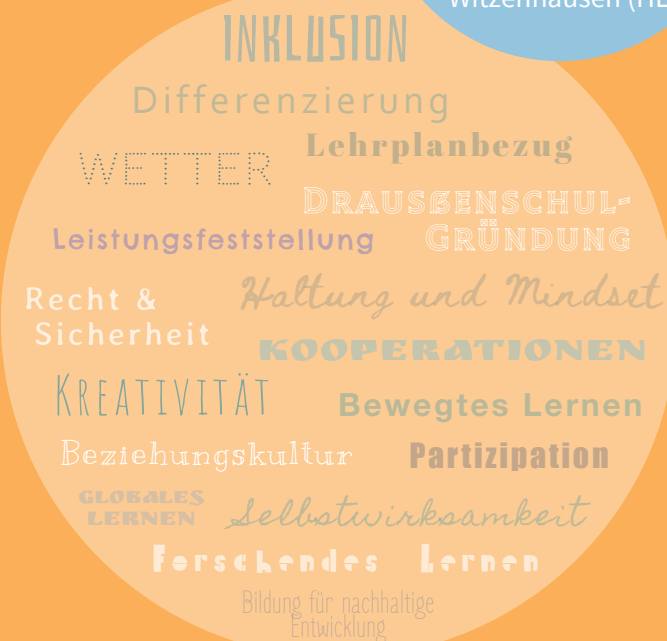 Witzenhausen (HE
INKLUSION
Differenzierung
WETTER
Lehrplanbezug
DRAUSSENSCHUL-
GRÜNDUNG
Leistungsfeststellung
Haltung und Mindset
Recht &
Sicherheit
KOOPERATIONEN
KREATIVITÄT
Bewegtes Lernen
Beziehungskultur
Partizipation
GLOBALES
LERNEN
Selbstwirksamkeit
Forschendes Lernen
Bildung für nachhaltige
Entwicklung